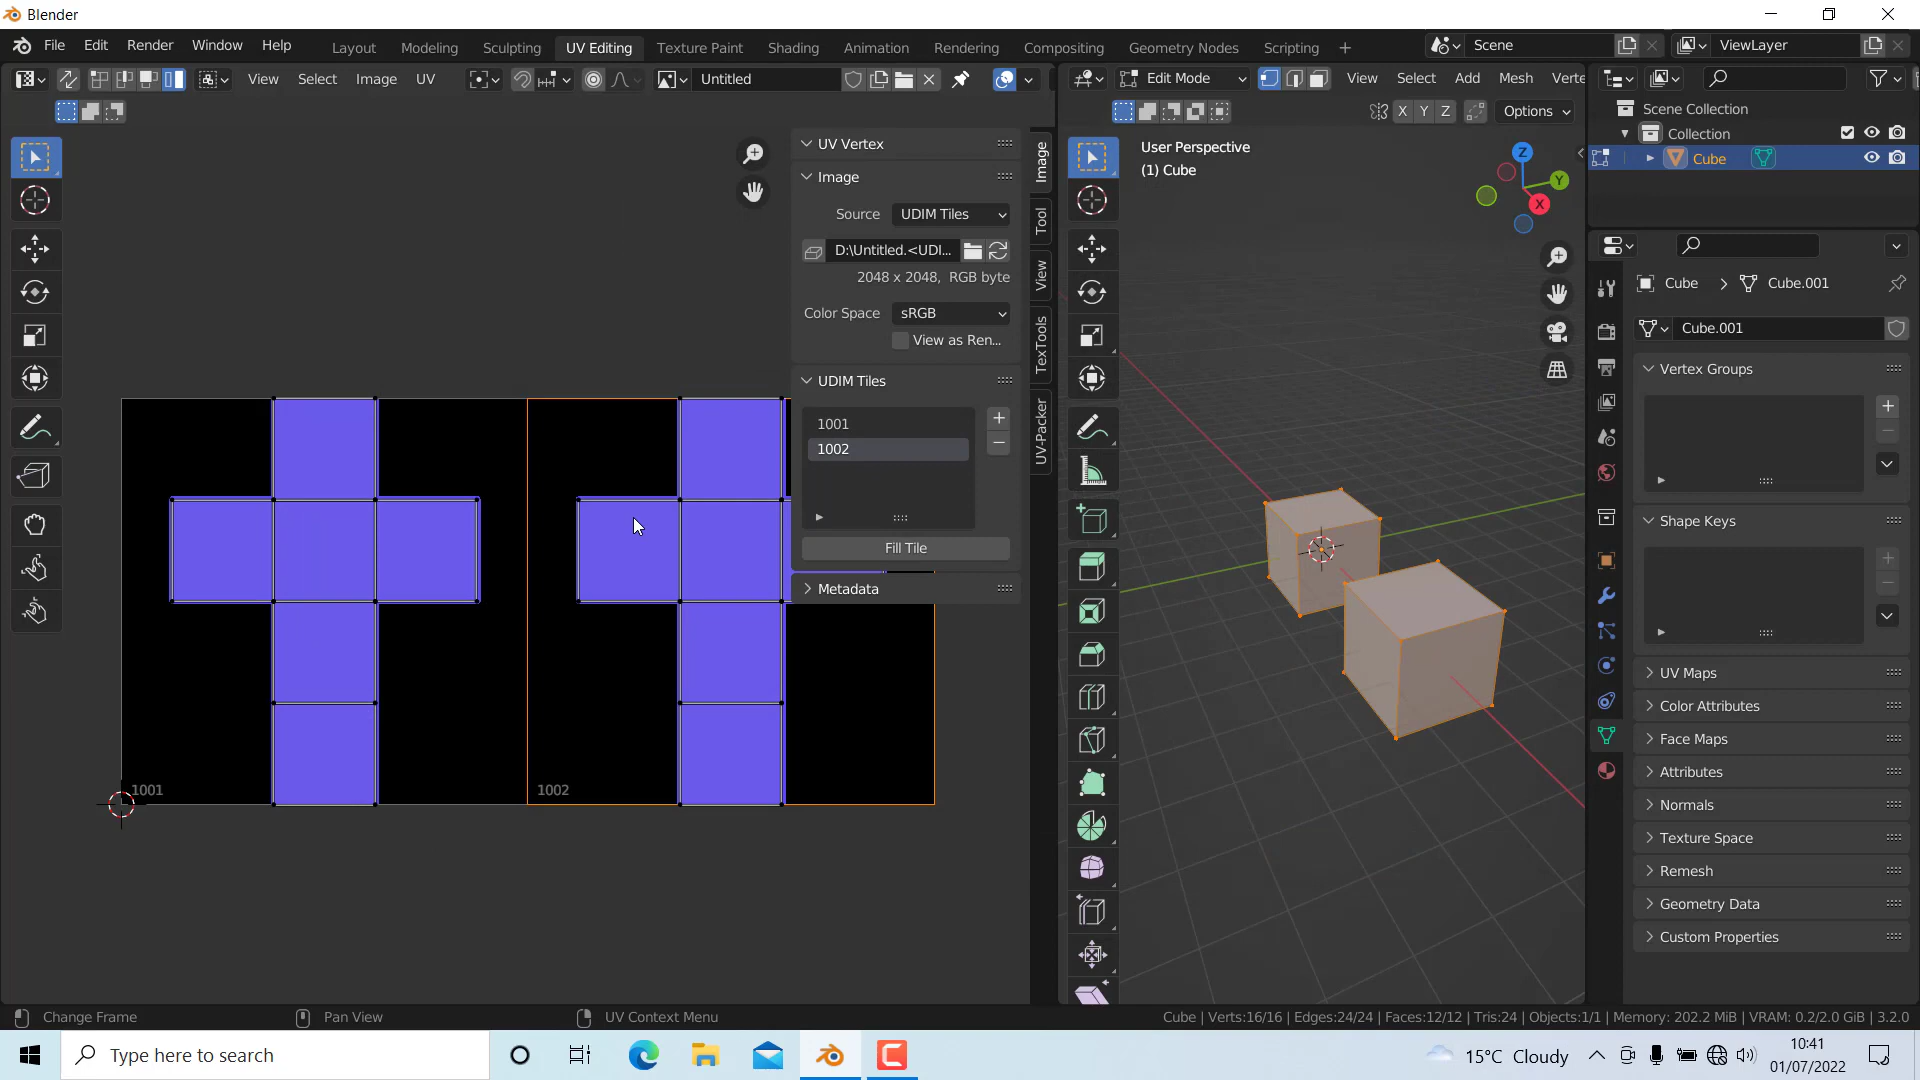 Blender
File Edit Render Window Help Layout Modeling Sculpting UV Editing Texture Paint Shading Animation Rendering Compositing Geometry Nodes Scripting + Scene ViewLayer
View Select Image UV Untitled Edit Mode View Select Add Mesh Verte
X Y Z Options
Scene Collection
Collection
Cube
UV Vertex
Image
Source UDIM Tiles
D:\Untitled.<UDI...
2048 x 2048, RGB byte
Color Space sRGB
View as Ren...
UDIM Tiles
1001
1002
Fill Tile
Metadata
Image
Tool
View
TexTools
UV-Packer
1001
1002
User Perspective
(1) Cube
Z
Y
X
Cube > Cube.001
Cube.001
Vertex Groups
Shape Keys
UV Maps
Color Attributes
Face Maps
Attributes
Normals
Texture Space
Remesh
Geometry Data
Custom Properties
Change Frame Pan View UV Context Menu Cube | Verts:16/16 | Edges:24/24 | Faces:12/12 | Tris:24 | Objects:1/1 | Memory: 202.2 MiB | VRAM: 0.2/2.0 GiB | 3.2.0
Type here to search 15°C Cloudy 10:41
01/07/2022